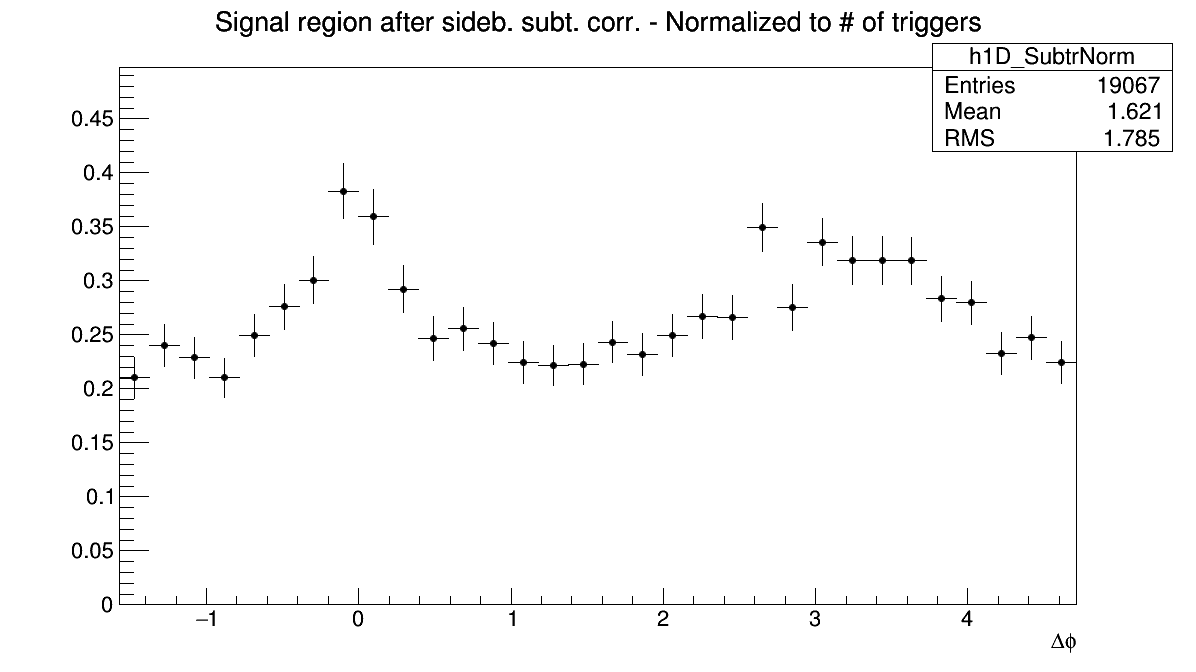 Signal region after sideb. subt. corr. - Normalized to # of triggers
h1D_SubtrNorm
Entries 19067
Mean 1.621
RMS 1.785
0.45
0.4
0.35
0.3
0.25
0.2
0.15
0.1
0.05
0
−1 0 1 2 3 4
Δϕ